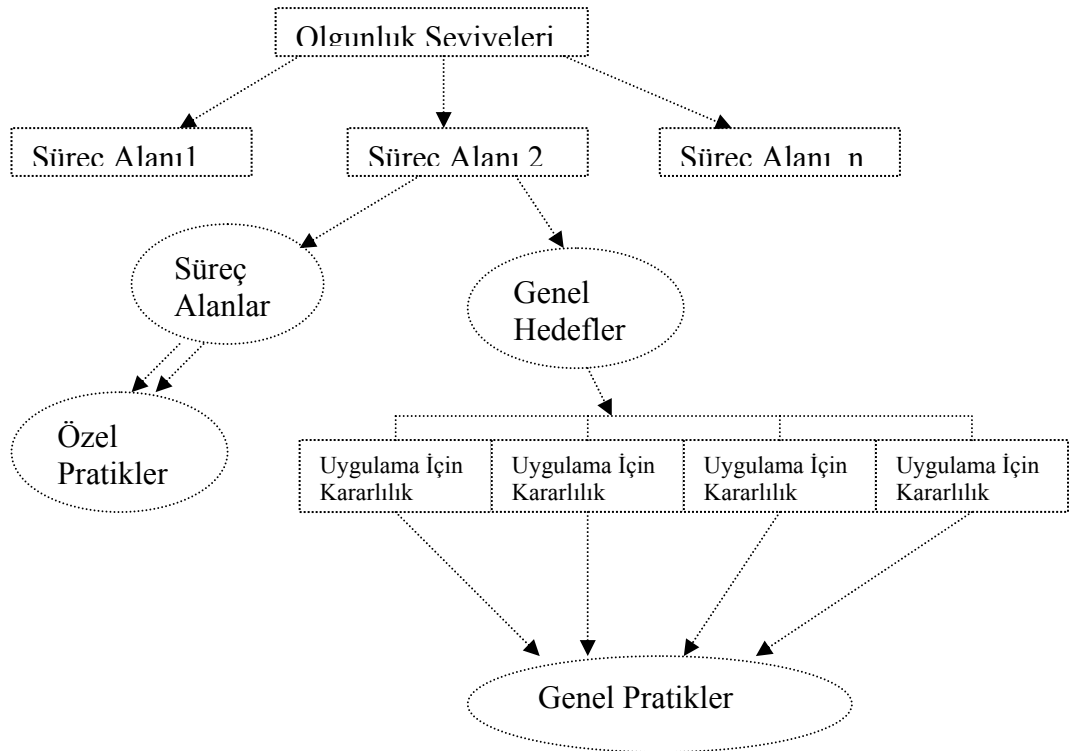 Olgunluk Seviyeleri
Süreç Alanı1
Süreç Alanı 2
Süreç Alanı n
Süreç
Alanlar
Genel
Hedefler
Özel
Pratikler
Uygulama İçin
Kararlılık
Uygulama İçin
Kararlılık
Uygulama İçin
Kararlılık
Uygulama İçin
Kararlılık
Genel Pratikler